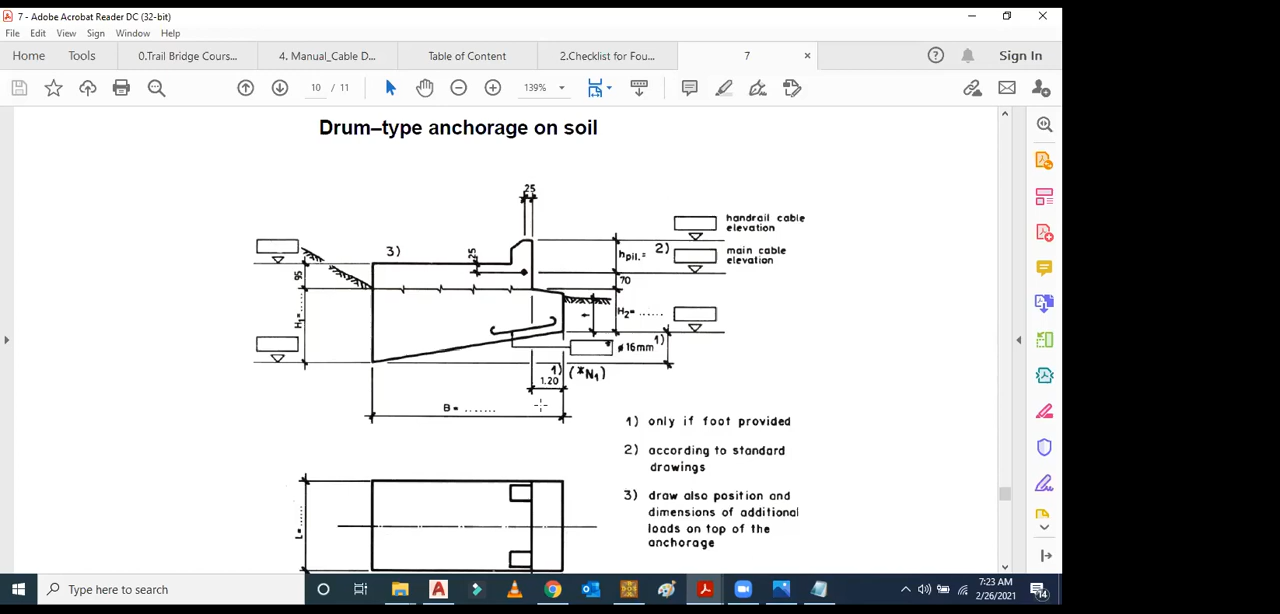 7 - Adobe Acrobat Reader DC (32-bit)
File Edit View Sign Window Help
Home Tools 0.Trail Bridge Cours... 4. Manual_Cable D... Table of Content 2.Checklist for Fou... 7 × Sign In
10 / 11 139%
Drum–type anchorage on soil
25
handrail cable
elevation
3) 25 hpil.= 2) main cable
elevation
95 70
H1=...... H2= ......
ø16mm 1)
1) (*N1)
1.20
B= ........
1) only if foot provided
2) according to standard
drawings
3) draw also position and
dimensions of additional
loads on top of the
anchorage
L=......
Type here to search
7:23 AM
2/26/2021
14